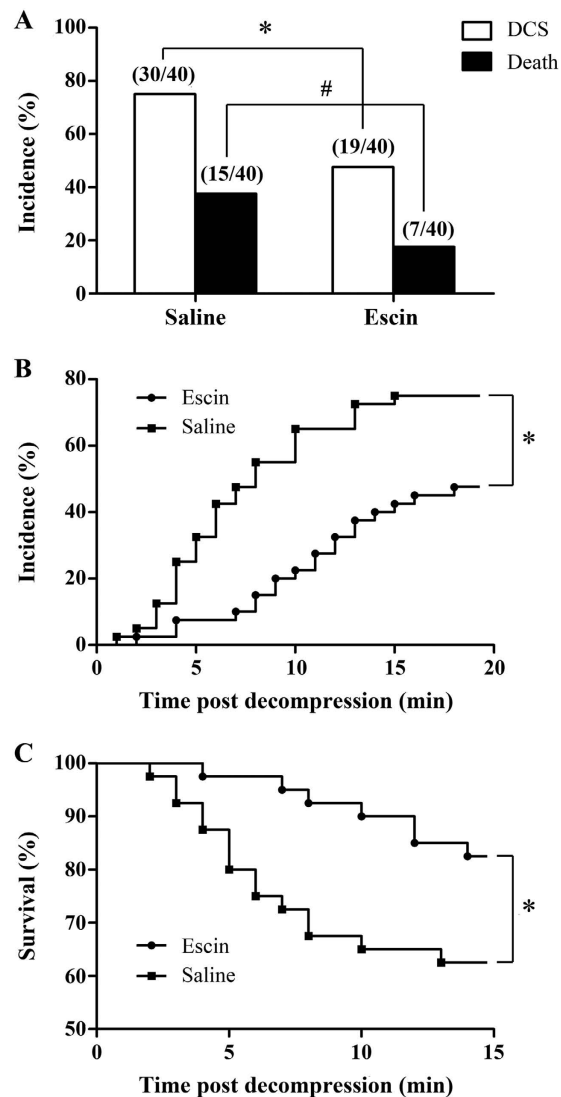 A
100
80
60
40
20
0
Incidence (%)
DCS
Death
*
#
(30/40)
(15/40)
(19/40)
(7/40)
Saline
Escin
B
80
60
40
20
0
Incidence (%)
Escin
Saline
*
0
5
10
15
20
Time post decompression (min)
C
100
90
80
70
60
50
Survival (%)
Escin
Saline
*
0
5
10
15
Time post decompression (min)